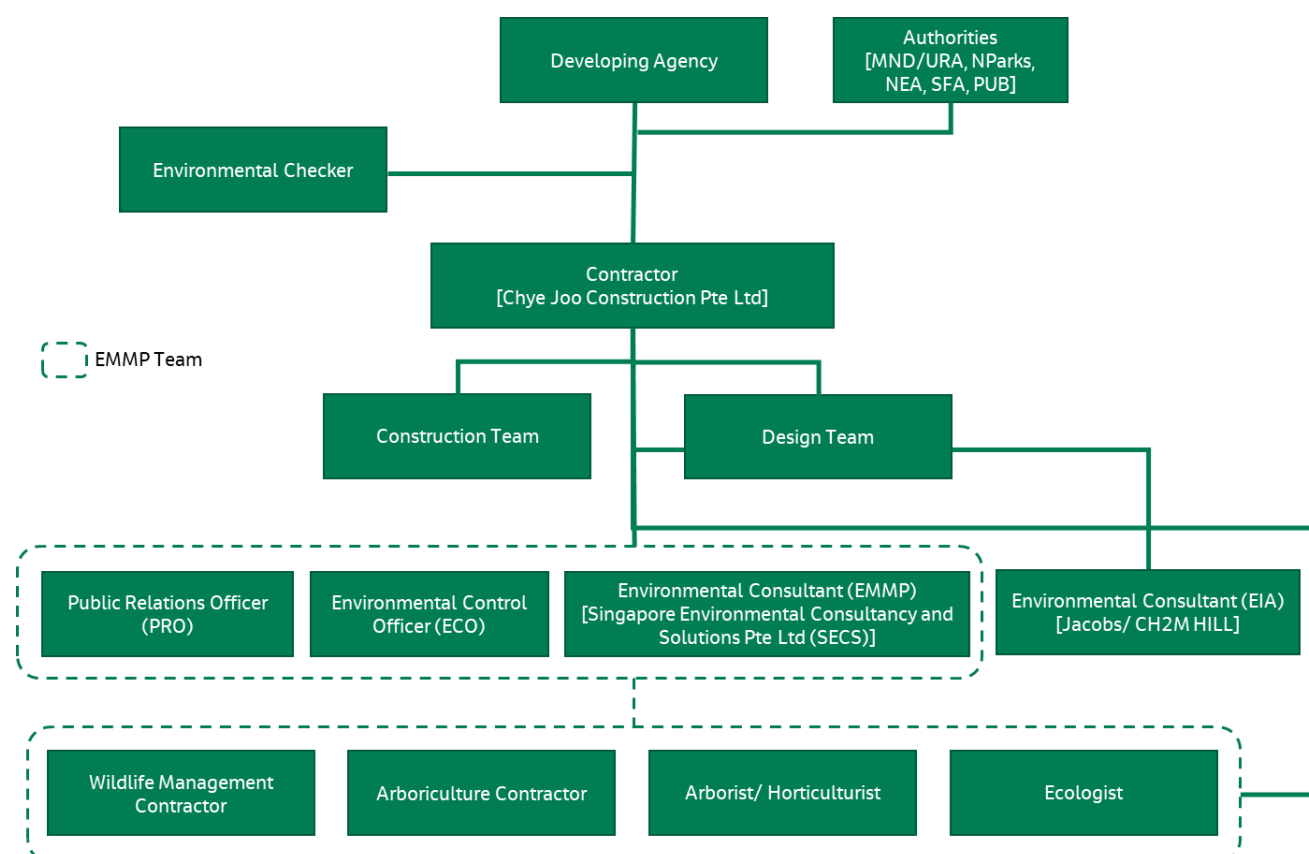 Developing Agency
Authorities
[MND/URA, NParks,
NEA, SFA, PUB]
Environmental Checker
Contractor
[Chye Joo Construction Pte Ltd]
EMMP Team
Construction Team
Design Team
Public Relations Officer
(PRO)
Environmental Control
Officer (ECO)
Environmental Consultant (EMMP)
[Singapore Environmental Consultancy and
Solutions Pte Ltd (SECS)]
Environmental Consultant (EIA)
[Jacobs/ CH2M HILL]
Wildlife Management
Contractor
Arboriculture Contractor
Arborist/ Horticulturist
Ecologist